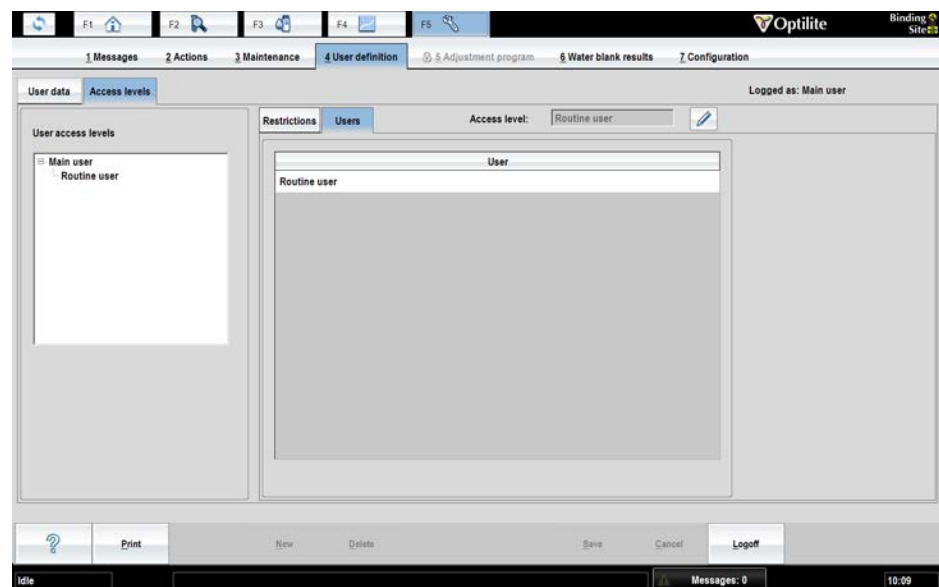 F1 F2 F3 F4 F5 Optilite Binding Site
1 Messages 2 Actions 3 Maintenance 4 User definition 5 Adjustment program 6 Water blank results 7 Configuration
User data Access levels Logged as: Main user
Restrictions Users Access level: Routine user
User access levels
Main user
Routine user
User
Routine user
? Print New Delete Save Cancel Logoff
Idle Messages: 0 10:09